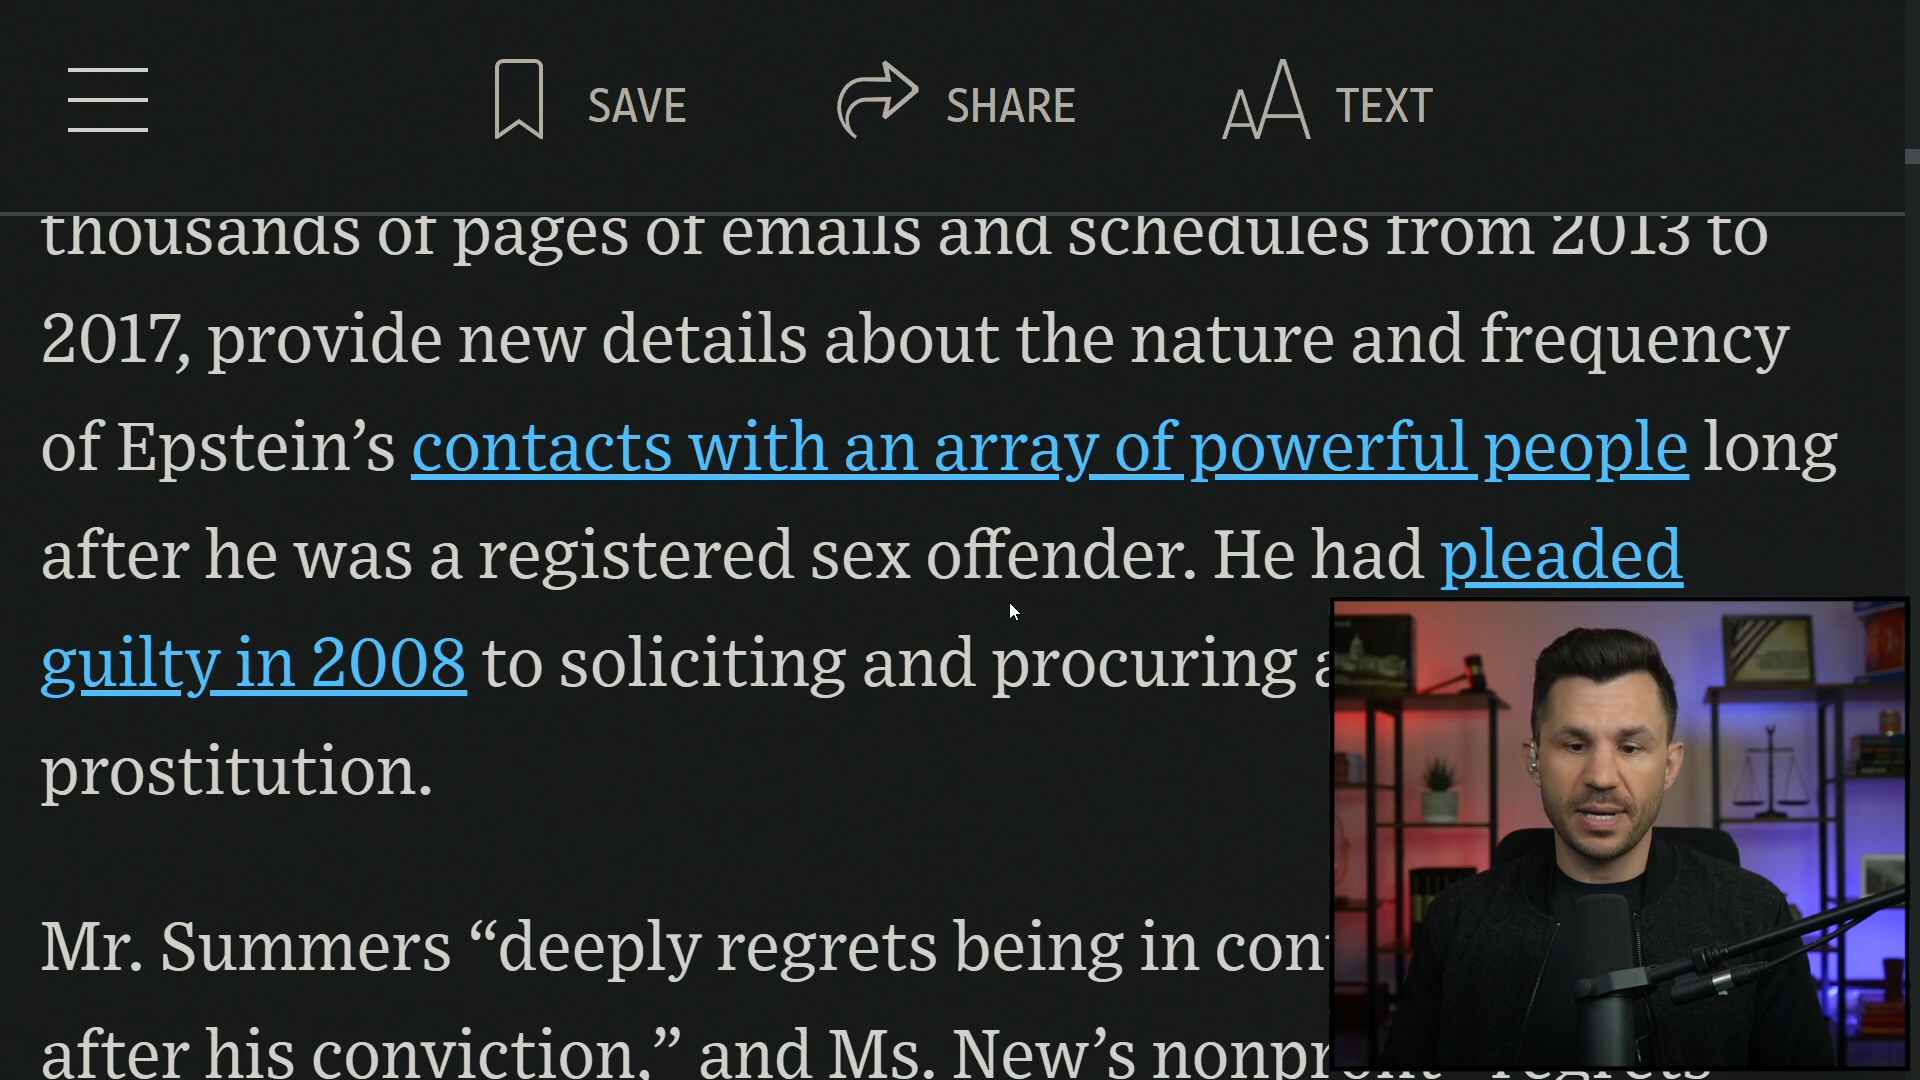 SAVE SHARE TEXT
thousands of pages of emails and schedules from 2013 to
2017, provide new details about the nature and frequency
of Epstein’s contacts with an array of powerful people long
after he was a registered sex offender. He had pleaded
guilty in 2008 to soliciting and procuring
prostitution.
Mr. Summers “deeply regrets being in
after his conviction,” and Ms. New’s